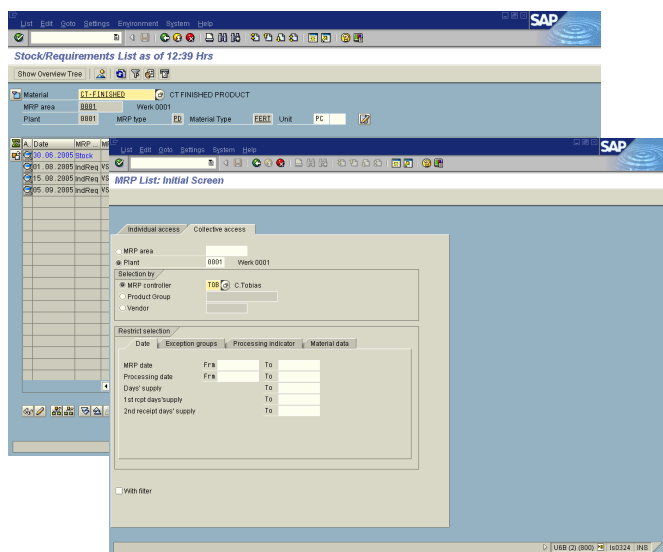 List Edit Goto Settings Environment System Help
SAP
Stock/Requirements List as of 12:39 Hrs
Show Overview Tree
Material CT-FINISHED CT FINISHED PRODUCT
MRP area 0001 Werk 0001
Plant 0001 MRP type PD Material Type FERT Unit PC
A.. Date MRP ...
30.06.2005 Stock
01.08.2005 IndReq VS
15.08.2005 IndReq VS
05.09.2005 IndReq VS
List Edit Goto Settings System Help
SAP
MRP List: Initial Screen
Individual access Collective access
MRP area
Plant 0001 Werk 0001
Selection by
MRP controller TOB C.Tobias
Product Group
Vendor
Restrict selection
Date Exception groups Processing indicator Material data
MRP date Frm To
Processing date Frm To
Days' supply To
1st rcpt days'supply To
2nd receipt days' supply To
With filter
U6B (2) (800) ls0324 INS